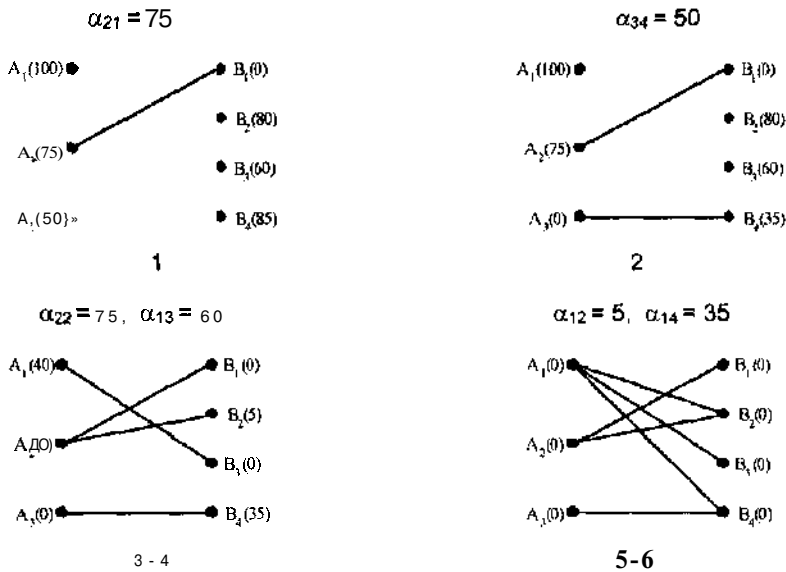 α21 = 75
A1(100)
B1(0)
B2(80)
A2(75)
B3(60)
A,(50}»
B4(85)
1
α34 = 50
A1(100)
B1(0)
B2(80)
A2(75)
B3(60)
A3(0)
B4(35)
2
α22 = 75, α13 = 60
A1(40)
B1(0)
B2(5)
A2ДО)
B3(0)
A3(0)
B4(35)
3 - 4
α12 = 5, α14 = 35
A1(0)
B1(0)
B2(0)
A2(0)
B3(0)
A3(0)
B4(0)
5-6